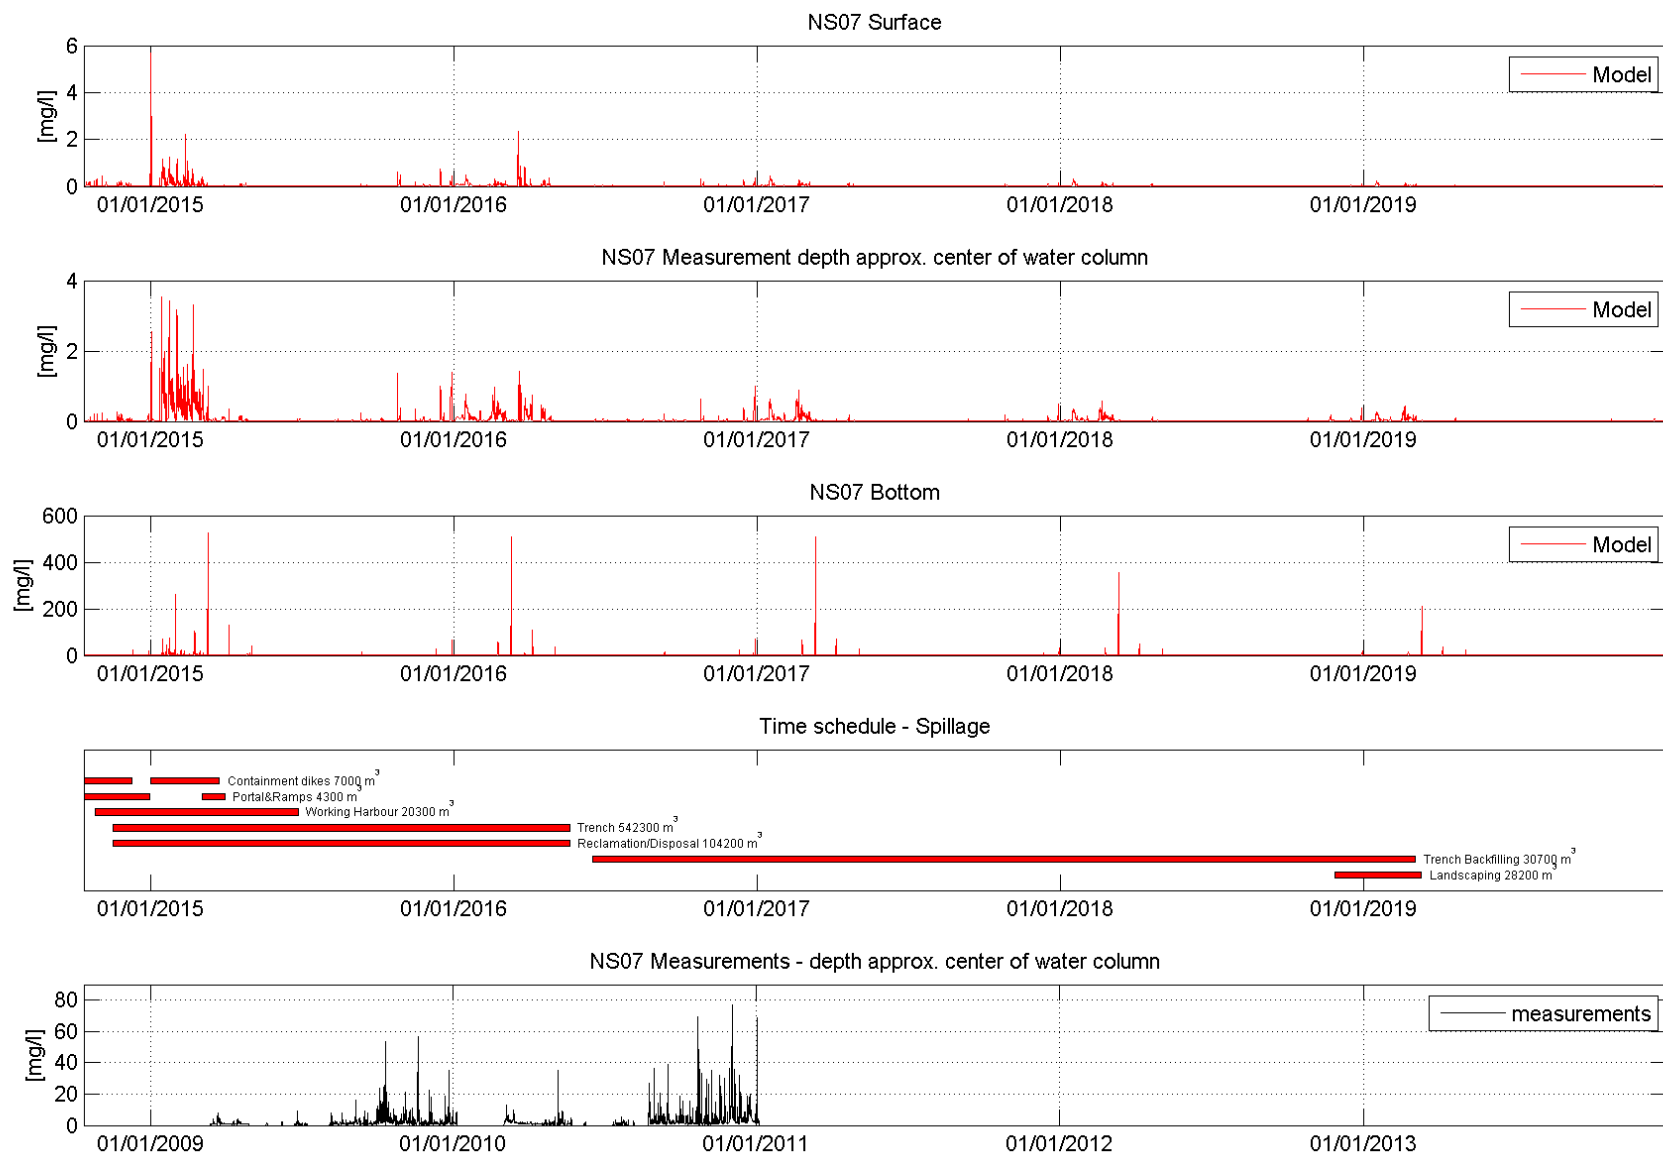 NS07 Surface
6
4
2
0
[mg/l]
Model
01/01/2015 01/01/2016 01/01/2017 01/01/2018 01/01/2019
NS07 Measurement depth approx. center of water column
4
2
0
[mg/l]
Model
01/01/2015 01/01/2016 01/01/2017 01/01/2018 01/01/2019
NS07 Bottom
600
400
200
0
[mg/l]
Model
01/01/2015 01/01/2016 01/01/2017 01/01/2018 01/01/2019
Time schedule - Spillage
Containment dikes 7000 m³
Portal&Ramps 4300 m³
Working Harbour 20300 m³
Trench 542300 m³
Reclamation/Disposal 104200 m³
Trench Backfilling 30700 m³
Landscaping 28200 m³
01/01/2015 01/01/2016 01/01/2017 01/01/2018 01/01/2019
NS07 Measurements - depth approx. center of water column
80
60
40
20
0
[mg/l]
measurements
01/01/2009 01/01/2010 01/01/2011 01/01/2012 01/01/2013